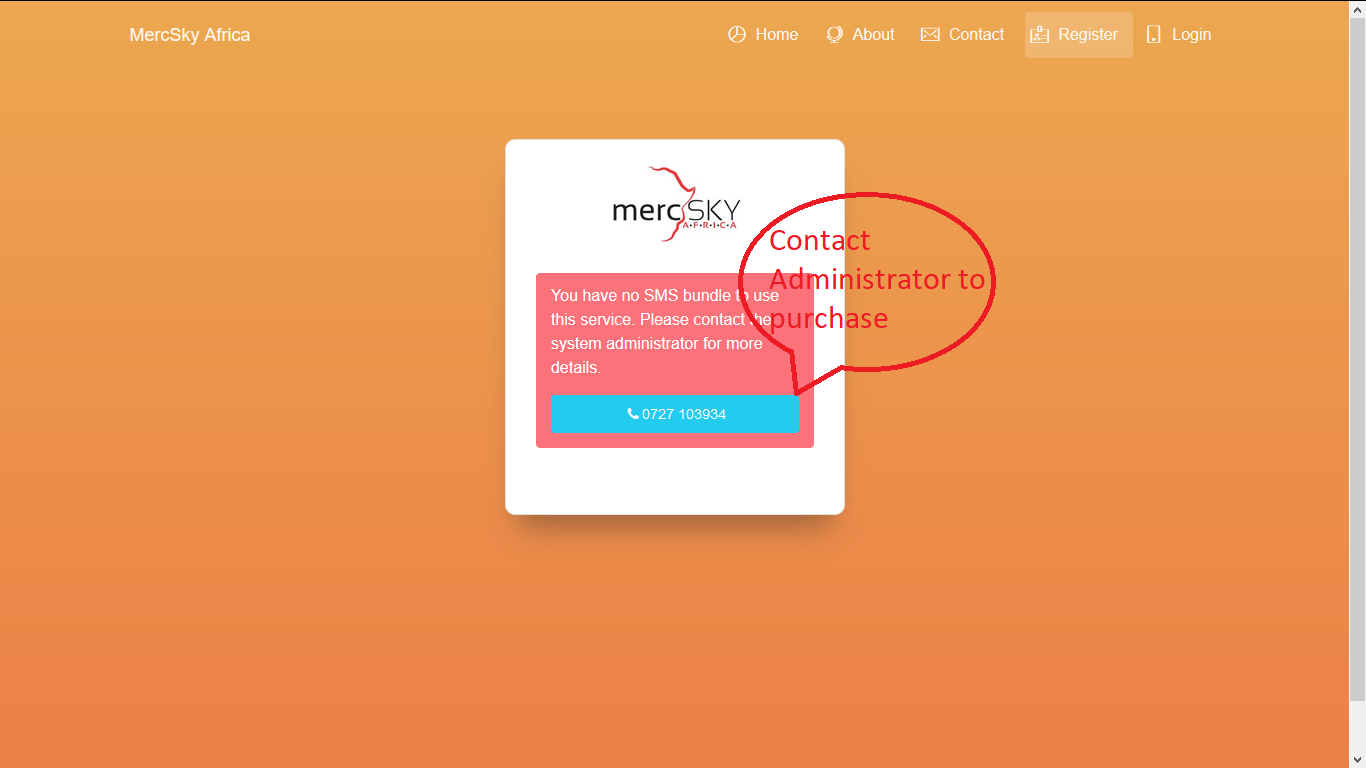 MercSky Africa
Home
About
Contact
Register
Login
mercSKY
A·F·R·I·C·A
Contact
Administrator to
purchase
You have no SMS bundle to use
this service. Please contact the
system administrator for more
details.
0727 103934